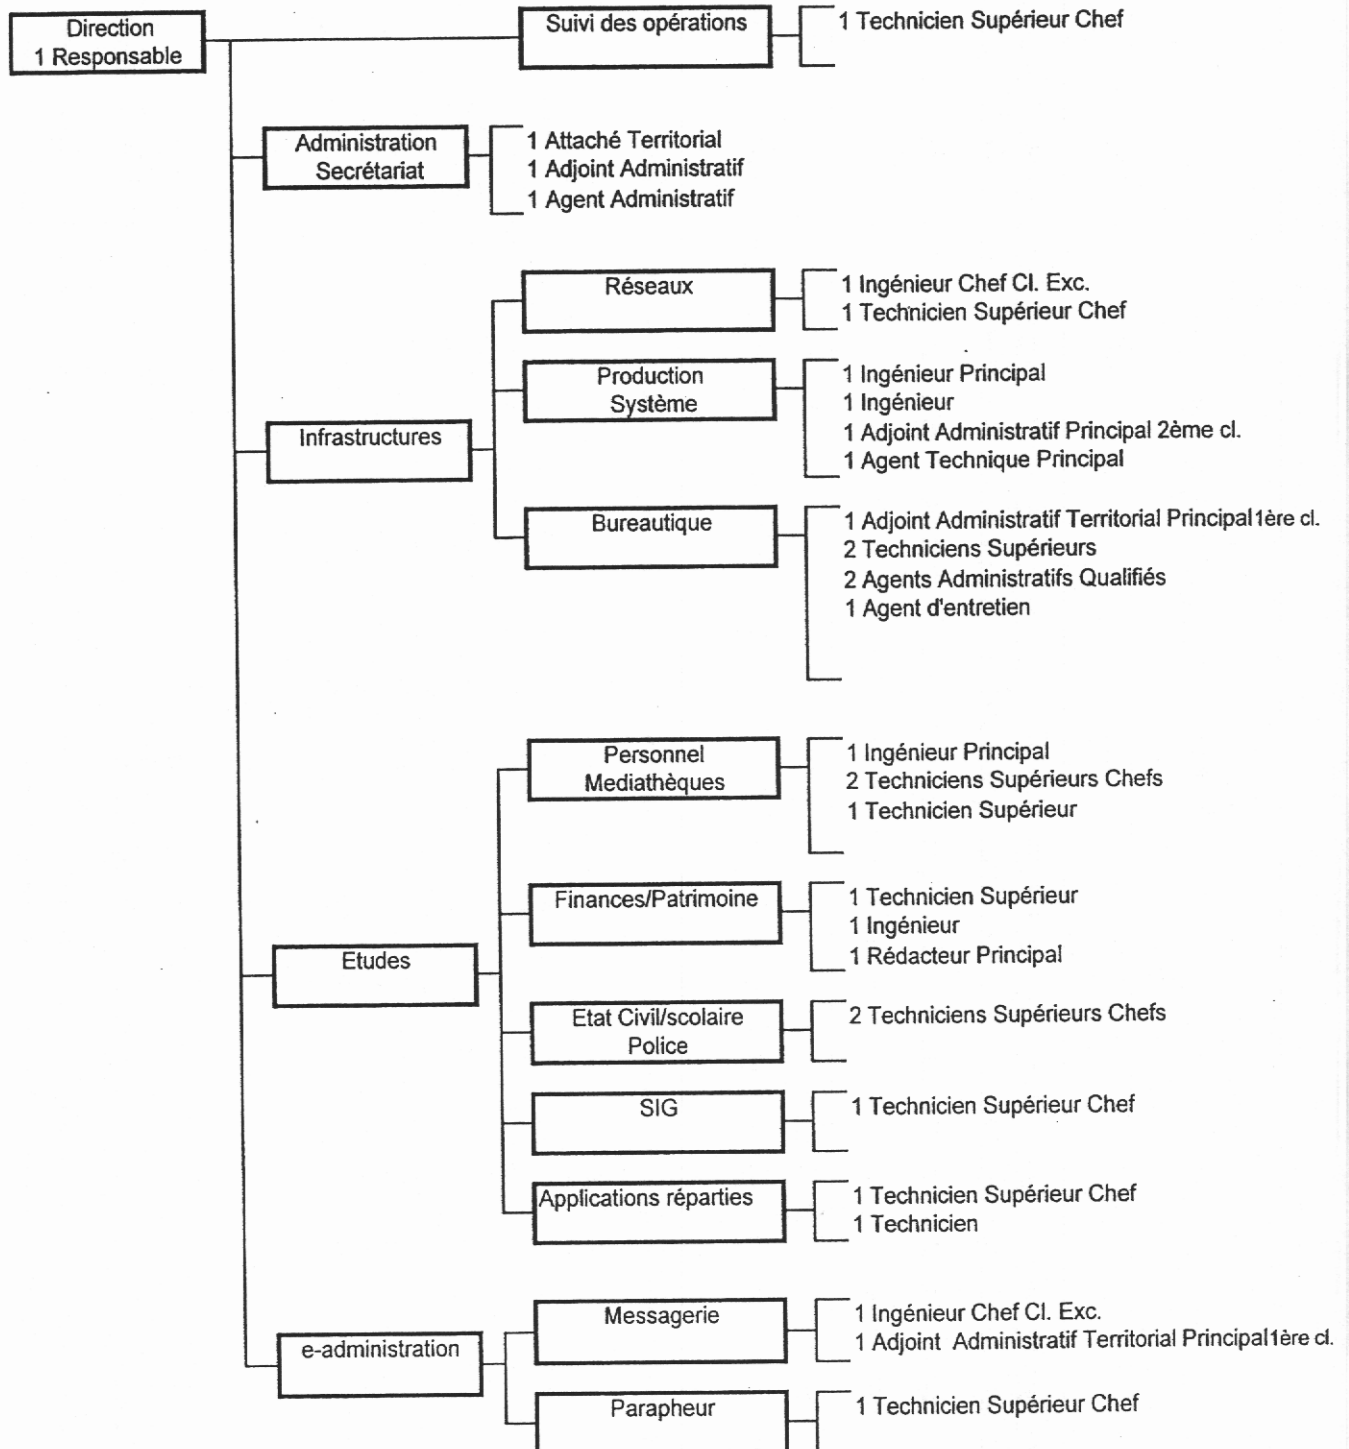 Direction
1 Responsable
Suivi des opérations
1 Technicien Supérieur Chef
Administration
Secrétariat
1 Attaché Territorial
1 Adjoint Administratif
1 Agent Administratif
Infrastructures
Réseaux
1 Ingénieur Chef Cl. Exc.
1 Technicien Supérieur Chef
Production
Système
1 Ingénieur Principal
1 Ingénieur
1 Adjoint Administratif Principal 2ème cl.
1 Agent Technique Principal
Bureautique
1 Adjoint Administratif Territorial Principal1ère cl.
2 Techniciens Supérieurs
2 Agents Administratifs Qualifiés
1 Agent d'entretien
Etudes
Personnel
Mediathèques
1 Ingénieur Principal
2 Techniciens Supérieurs Chefs
1 Technicien Supérieur
Finances/Patrimoine
1 Technicien Supérieur
1 Ingénieur
1 Rédacteur Principal
Etat Civil/scolaire
Police
2 Techniciens Supérieurs Chefs
SIG
1 Technicien Supérieur Chef
Applications réparties
1 Technicien Supérieur Chef
1 Technicien
e-administration
Messagerie
1 Ingénieur Chef Cl. Exc.
1 Adjoint Administratif Territorial Principal1ère cl.
Parapheur
1 Technicien Supérieur Chef